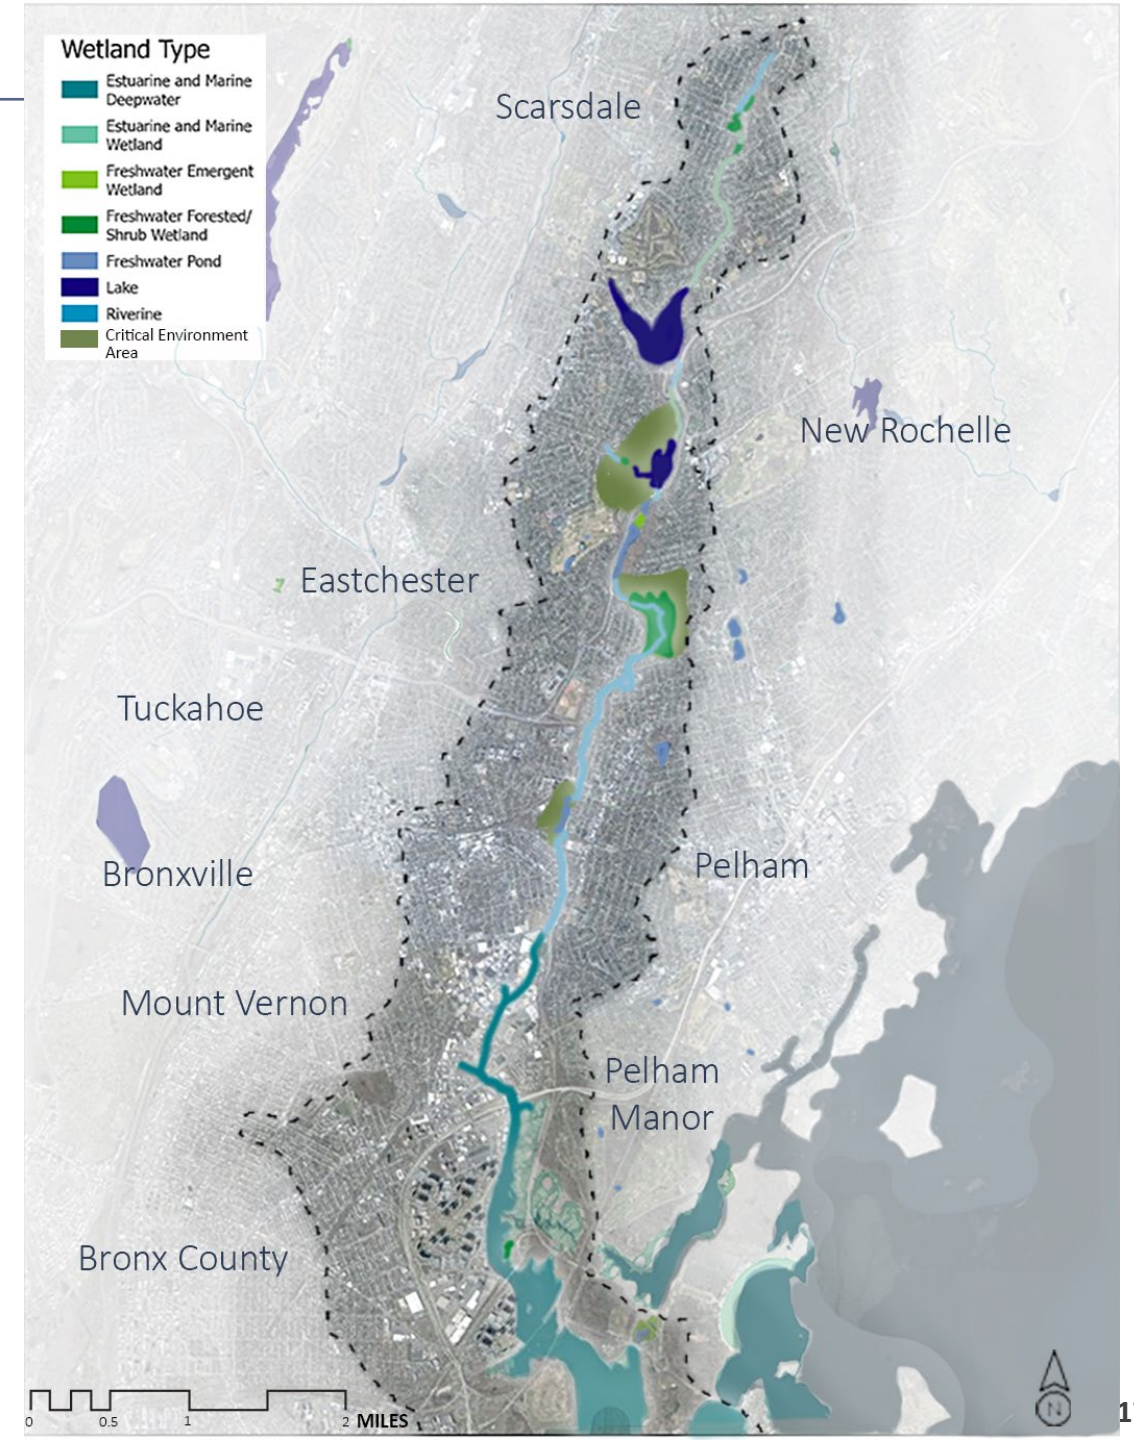 Wetland Type
Estuarine and Marine
Deepwater
Estuarine and Marine
Wetland
Freshwater Emergent
Wetland
Freshwater Forested/
Shrub Wetland
Freshwater Pond
Lake
Riverine
Critical Environment
Area
Scarsdale
New Rochelle
Eastchester
Tuckahoe
Bronxville
Pelham
Mount Vernon
Pelham
Manor
Bronx County
0 0.5 1 2 MILES
N